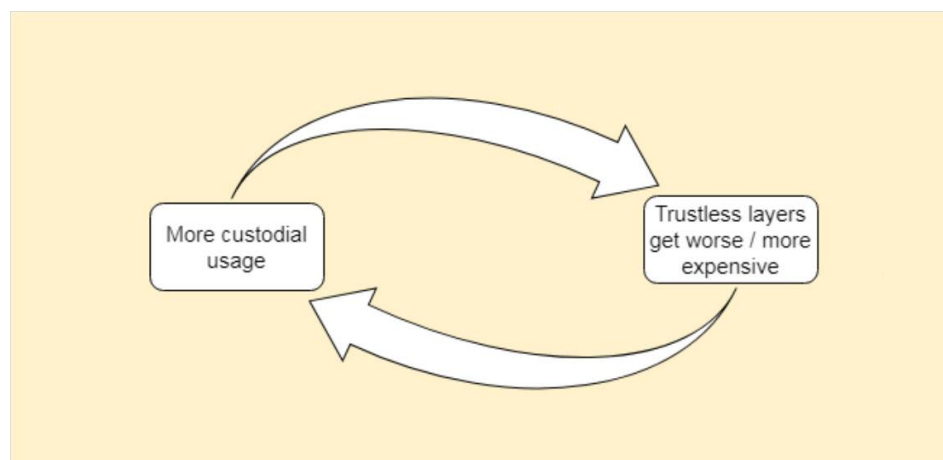 More custodial
usage
Trustless layers
get worse / more
expensive